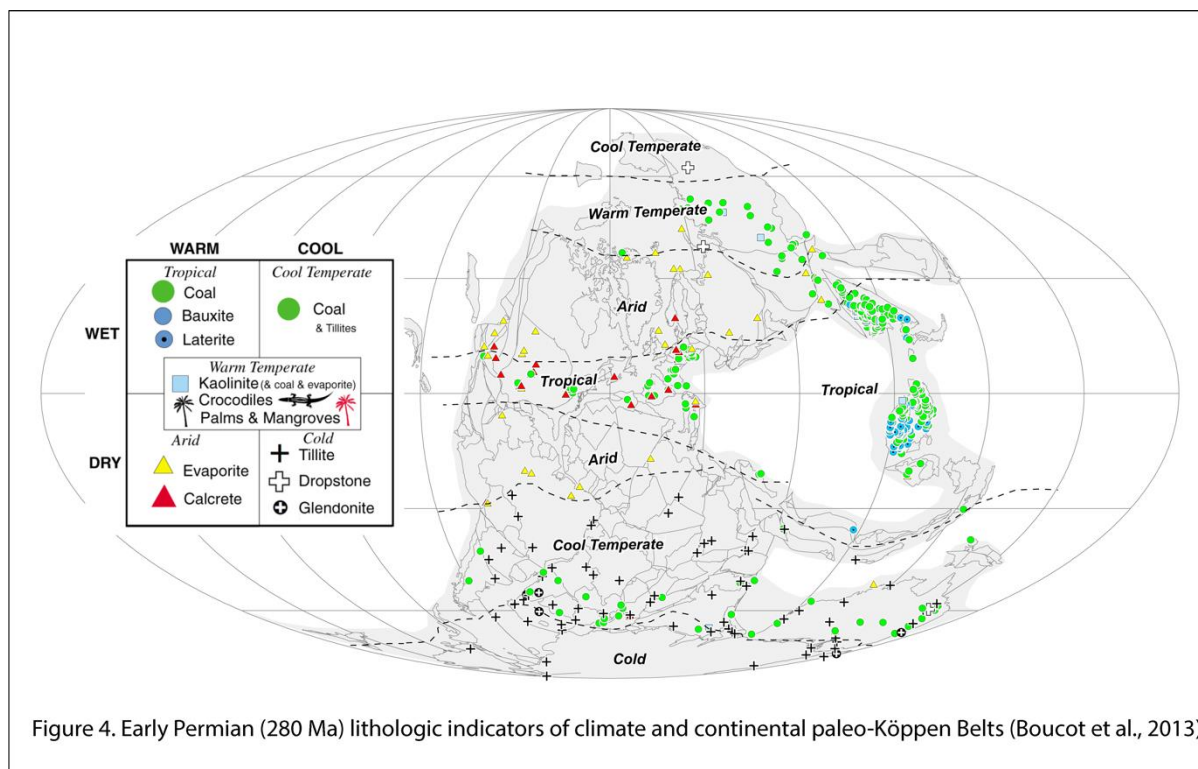 Cool Temperate
Warm Temperate
Arid
Tropical
Tropical
Arid
Cool Temperate
Cold
WARM
COOL
WET
DRY
Tropical
Coal
Bauxite
Laterite
Cool Temperate
Coal
& Tillites
Warm Temperate
Kaolinite (& coal & evaporite)
Crocodiles
Palms & Mangroves
Arid
Evaporite
Calcrete
Cold
Tillite
Dropstone
Glendonite
Figure 4. Early Permian (280 Ma) lithologic indicators of climate and continental paleo-Köppen Belts (Boucot et al., 2013)